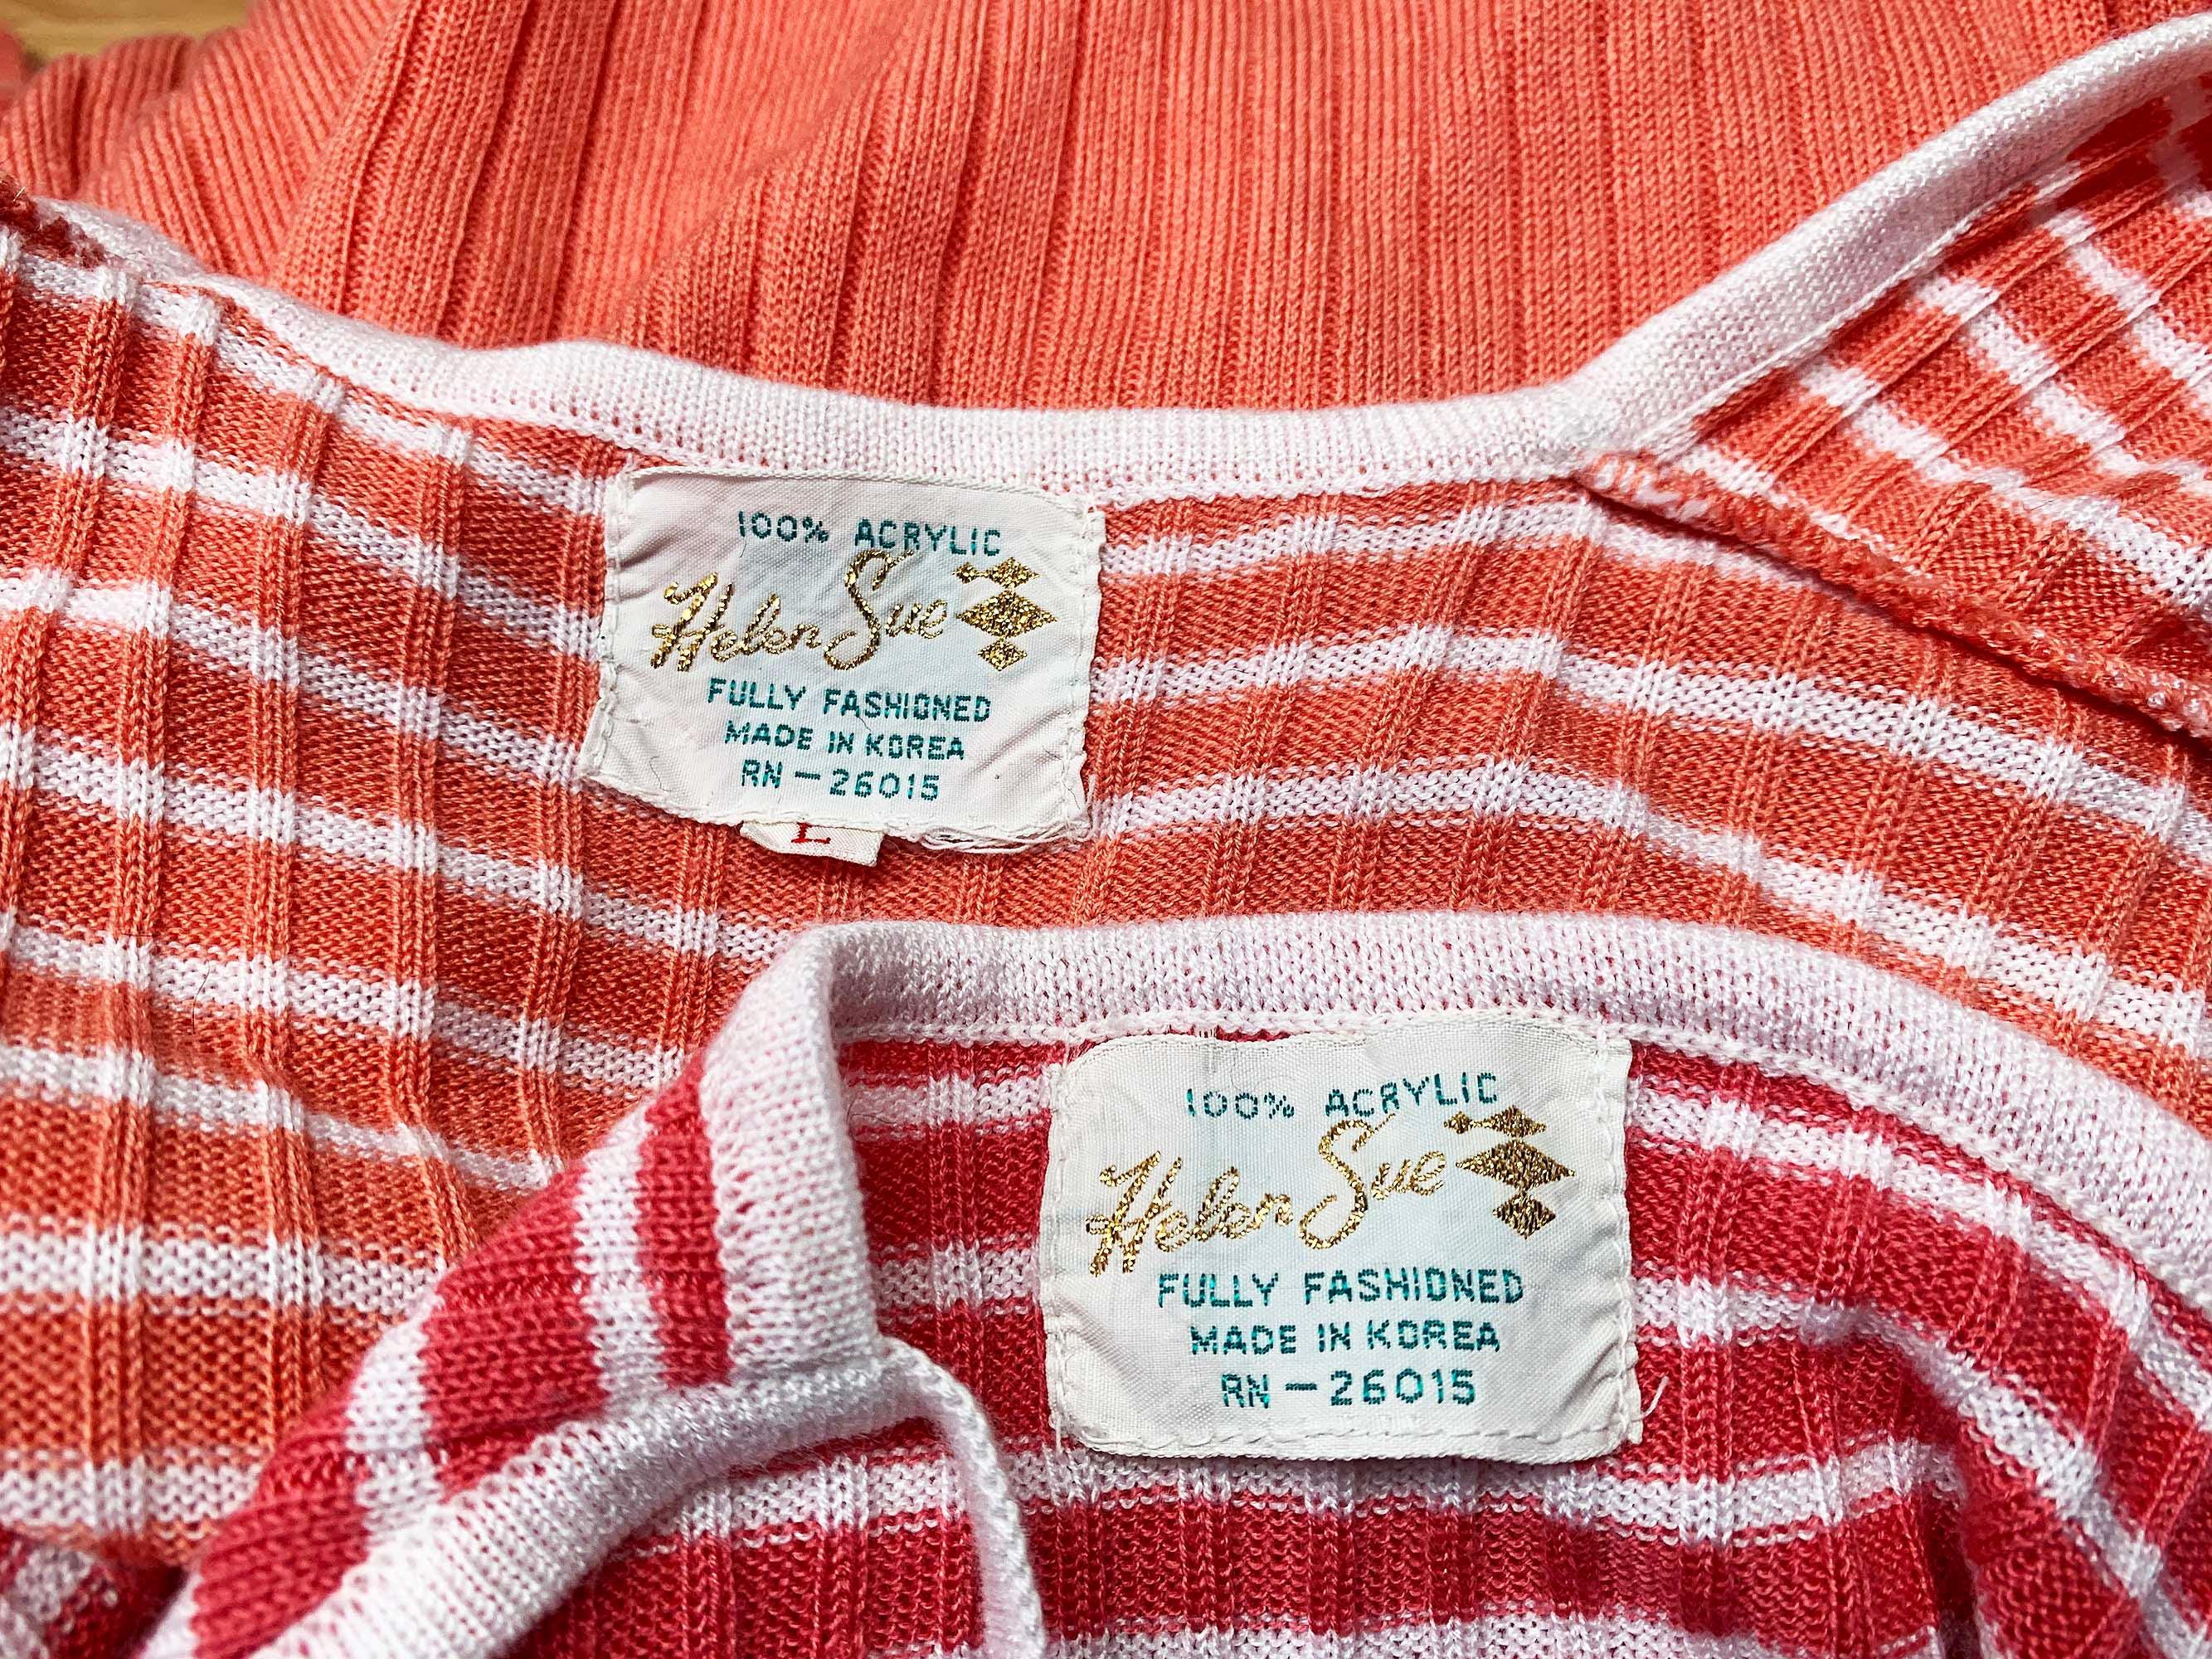 100% ACRYLIC
Helen Sue
FULLY FASHIONED
MADE IN KOREA
RN-26015
L
100% ACRYLIC
Helen Sue
FULLY FASHIONED
MADE IN KOREA
RN-26015